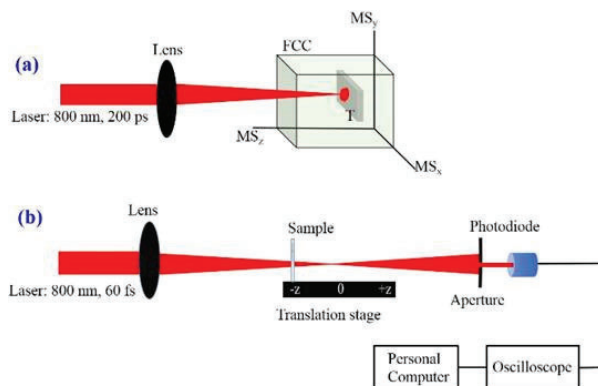 (a)
Lens
FCC
MSy
Laser: 800 nm, 200 ps
T
MSz
MSx
(b)
Lens
Sample
Photodiode
Laser: 800 nm, 60 fs
-z 0 +z
Aperture
Translation stage
Personal
Computer
Oscilloscope